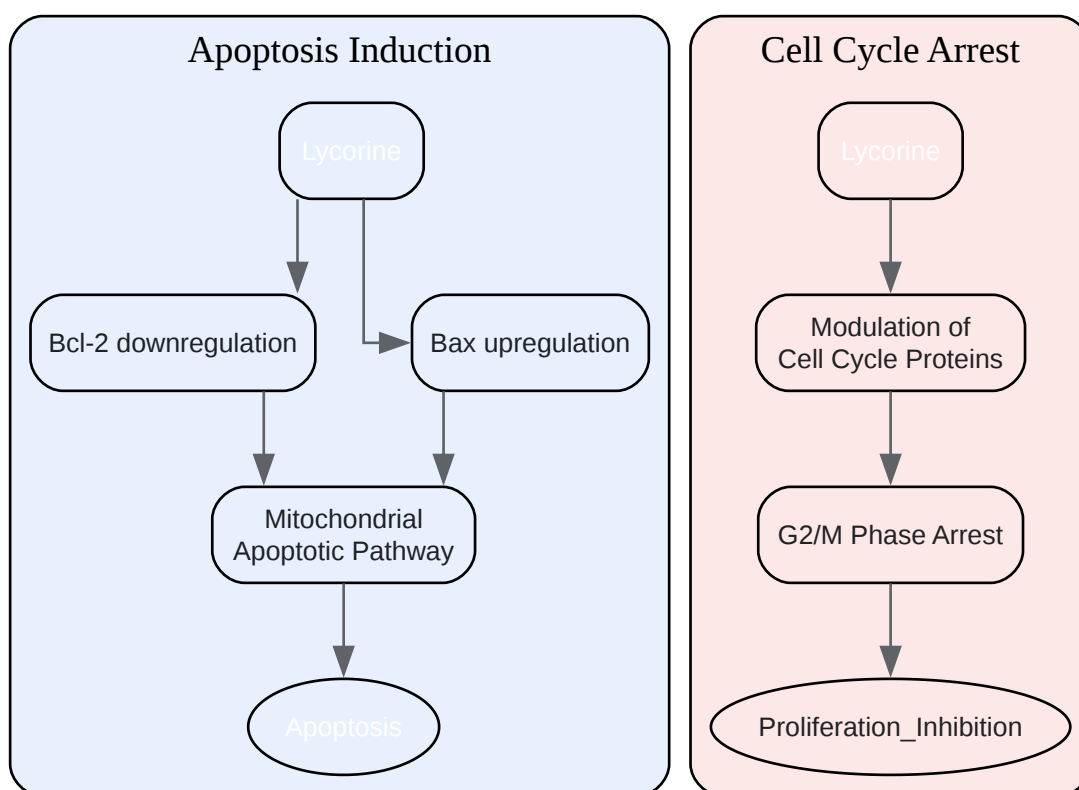 Apoptosis Induction
Lycorine
Bcl-2 downregulation
Bax upregulation
Mitochondrial
Apoptotic Pathway
Apoptosis
Cell Cycle Arrest
Lycorine
Modulation of
Cell Cycle Proteins
G2/M Phase Arrest
Proliferation_Inhibition